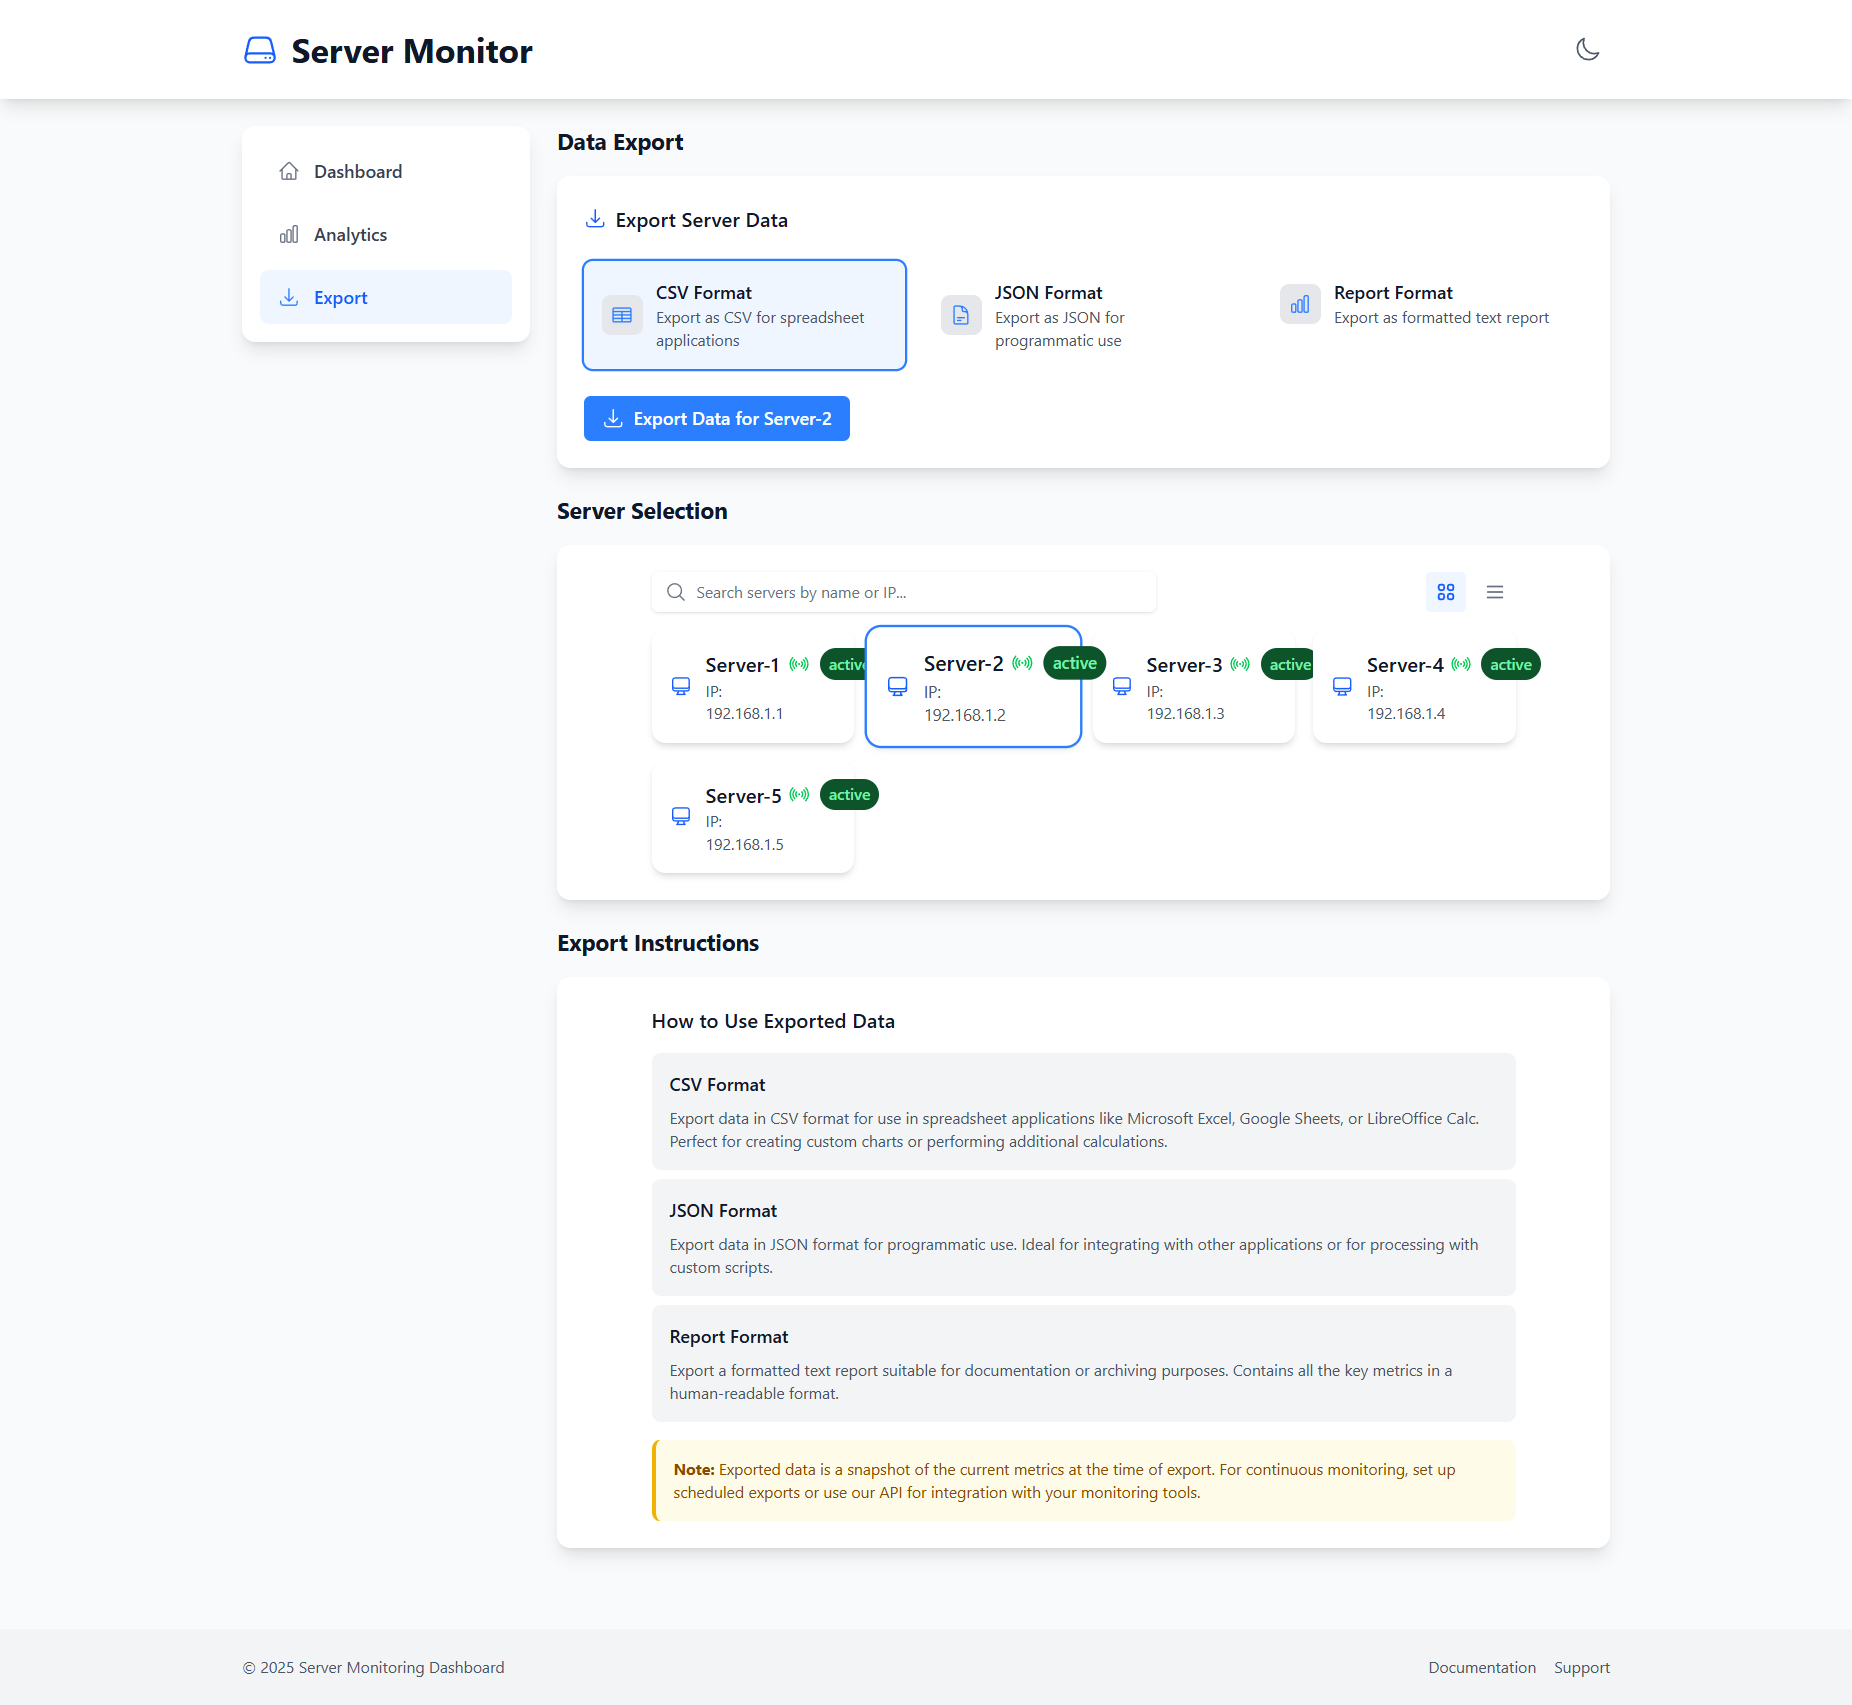 Server Monitor
Dashboard
Analytics
Export
Data Export
Export Server Data
CSV Format
Export as CSV for spreadsheet
applications
JSON Format
Export as JSON for
programmatic use
Report Format
Export as formatted text report
Export Data for Server-2
Server Selection
Search servers by name or IP...
Server-1 active
IP:
192.168.1.1
Server-2 active
IP:
192.168.1.2
Server-3 active
IP:
192.168.1.3
Server-4 active
IP:
192.168.1.4
Server-5 active
IP:
192.168.1.5
Export Instructions
How to Use Exported Data
CSV Format
Export data in CSV format for use in spreadsheet applications like Microsoft Excel, Google Sheets, or LibreOffice Calc.
Perfect for creating custom charts or performing additional calculations.
JSON Format
Export data in JSON format for programmatic use. Ideal for integrating with other applications or for processing with
custom scripts.
Report Format
Export a formatted text report suitable for documentation or archiving purposes. Contains all the key metrics in a
human-readable format.
Note: Exported data is a snapshot of the current metrics at the time of export. For continuous monitoring, set up
scheduled exports or use our API for integration with your monitoring tools.
© 2025 Server Monitoring Dashboard
Documentation Support